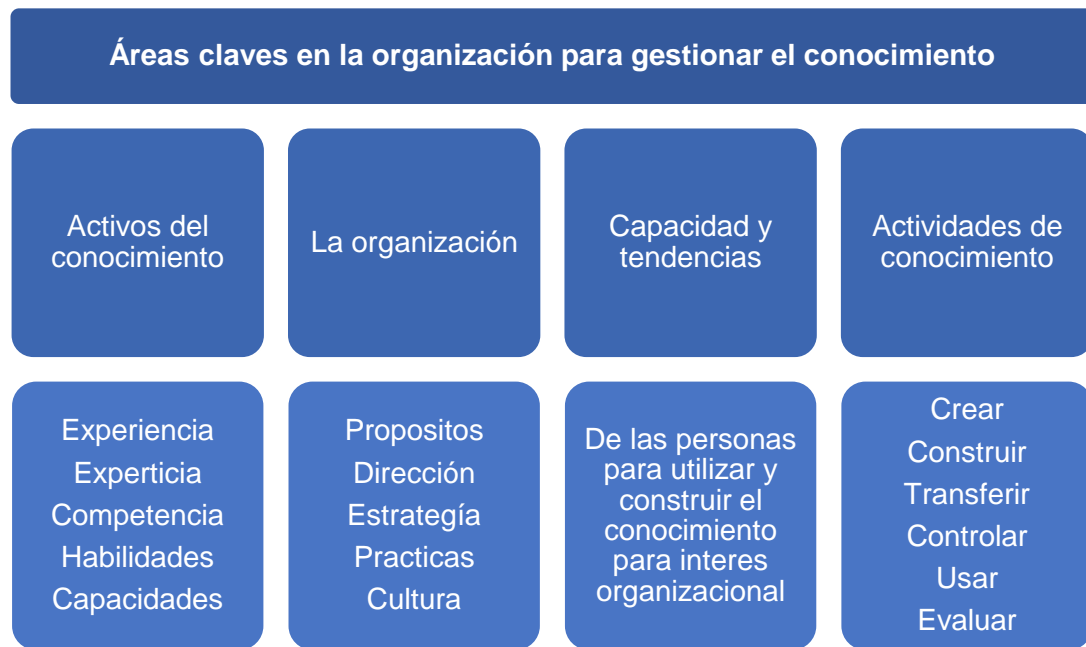 Áreas claves en la organización para gestionar el conocimiento
Activos del
conocimiento
La organización
Capacidad y
tendencias
Actividades de
conocimiento
Experiencia
Experticia
Competencia
Habilidades
Capacidades
Propositos
Dirección
Estrategía
Practicas
Cultura
De las personas
para utilizar y
construir el
conocimiento
para interes
organizacional
Crear
Construir
Transferir
Controlar
Usar
Evaluar